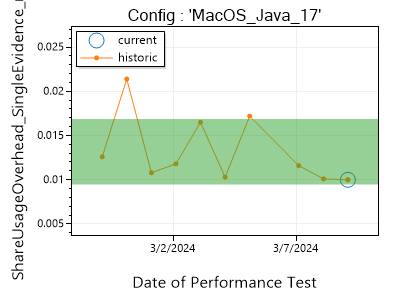 Config : 'MacOS_Java_17'
ShareUsageOverhead_SingleEvidence_
0.025
0.02
0.015
0.01
0.005
current
historic
3/2/2024
3/7/2024
Date of Performance Test